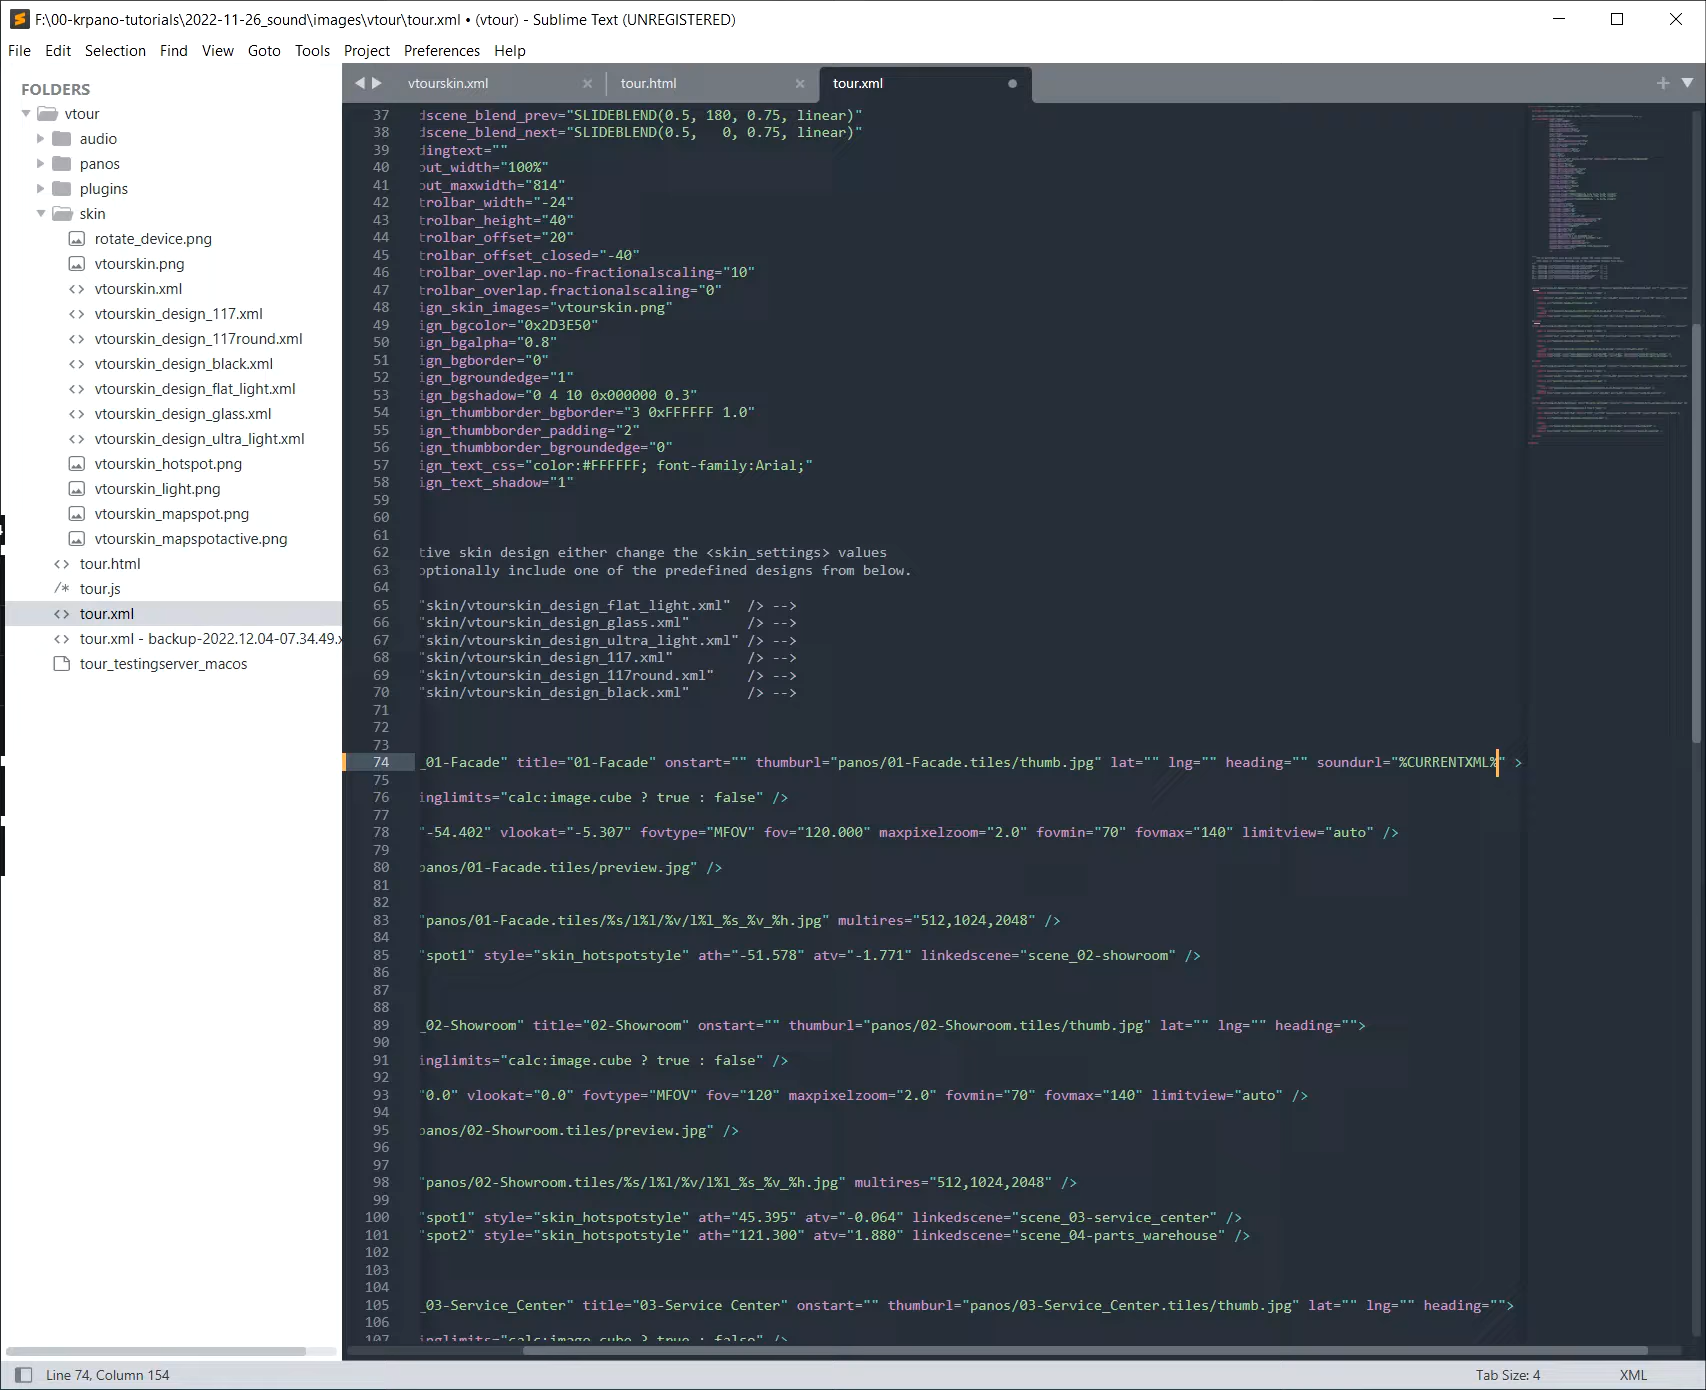 F:\00-krpano-tutorials\2022-11-26_sound\images\vtour\tour.xml • (vtour) - Sublime Text (UNREGISTERED)
File Edit Selection Find View Goto Tools Project Preferences Help
FOLDERS
vtour
audio
panos
plugins
skin
rotate_device.png
vtourskin.png
vtourskin.xml
vtourskin_design_117.xml
vtourskin_design_117round.xml
vtourskin_design_black.xml
vtourskin_design_flat_light.xml
vtourskin_design_glass.xml
vtourskin_design_ultra_light.xml
vtourskin_hotspot.png
vtourskin_light.png
vtourskin_mapspot.png
vtourskin_mapspotactive.png
tour.html
tour.js
tour.xml
tour.xml - backup-2022.12.04-07.34.49.x
tour_testingserver_macos
vtourskin.xml tour.html tour.xml
37 dscene_blend_prev="SLIDEBLEND(0.5, 180, 0.75, linear)"
38 dscene_blend_next="SLIDEBLEND(0.5,   0, 0.75, linear)"
39 dingtext=""
40 out_width="100%"
41 out_maxwidth="814"
42 trolbar_width="-24"
43 trolbar_height="40"
44 trolbar_offset="20"
45 trolbar_offset_closed="-40"
46 trolbar_overlap.no-fractionalscaling="10"
47 trolbar_overlap.fractionalscaling="0"
48 ign_skin_images="vtourskin.png"
49 ign_bgcolor="0x2D3E50"
50 ign_bgalpha="0.8"
51 ign_bgborder="0"
52 ign_bgroundedge="1"
53 ign_bgshadow="0 4 10 0x000000 0.3"
54 ign_thumbborder_bgborder="3 0xFFFFFF 1.0"
55 ign_thumbborder_padding="2"
56 ign_thumbborder_bgroundedge="0"
57 ign_text_css="color:#FFFFFF; font-family:Arial;"
58 ign_text_shadow="1"
59
60
61
62 tive skin design either change the <skin_settings> values
63 optionally include one of the predefined designs from below.
64
65 "skin/vtourskin_design_flat_light.xml"  /> -->
66 "skin/vtourskin_design_glass.xml"       /> -->
67 "skin/vtourskin_design_ultra_light.xml" /> -->
68 "skin/vtourskin_design_117.xml"         /> -->
69 "skin/vtourskin_design_117round.xml"    /> -->
70 "skin/vtourskin_design_black.xml"       /> -->
71
72
73
74 _01-Facade" title="01-Facade" onstart="" thumburl="panos/01-Facade.tiles/thumb.jpg" lat="" lng="" heading="" soundurl="%CURRENTXML%" >
75
76 inglimits="calc:image.cube ? true : false" />
77
78 "-54.402" vlookat="-5.307" fovtype="MFOV" fov="120.000" maxpixelzoom="2.0" fovmin="70" fovmax="140" limitview="auto" />
79
80 panos/01-Facade.tiles/preview.jpg" />
81
82
83 "panos/01-Facade.tiles/%s/l%l/%v/l%l_%s_%v_%h.jpg" multires="512,1024,2048" />
84
85 "spot1" style="skin_hotspotstyle" ath="-51.578" atv="-1.771" linkedscene="scene_02-showroom" />
86
87
88
89 _02-Showroom" title="02-Showroom" onstart="" thumburl="panos/02-Showroom.tiles/thumb.jpg" lat="" lng="" heading="">
90
91 inglimits="calc:image.cube ? true : false" />
92
93 "0.0" vlookat="0.0" fovtype="MFOV" fov="120" maxpixelzoom="2.0" fovmin="70" fovmax="140" limitview="auto" />
94
95 panos/02-Showroom.tiles/preview.jpg" />
96
97
98 "panos/02-Showroom.tiles/%s/l%l/%v/l%l_%s_%v_%h.jpg" multires="512,1024,2048" />
99
100 "spot1" style="skin_hotspotstyle" ath="45.395" atv="-0.064" linkedscene="scene_03-service_center" />
101 "spot2" style="skin_hotspotstyle" ath="121.300" atv="1.880" linkedscene="scene_04-parts_warehouse" />
102
103
104
105 _03-Service_Center" title="03-Service Center" onstart="" thumburl="panos/03-Service_Center.tiles/thumb.jpg" lat="" lng="" heading="">
106
107 inglimits="calc:image.cube ? true : false" />
Line 74, Column 154 Tab Size: 4 XML